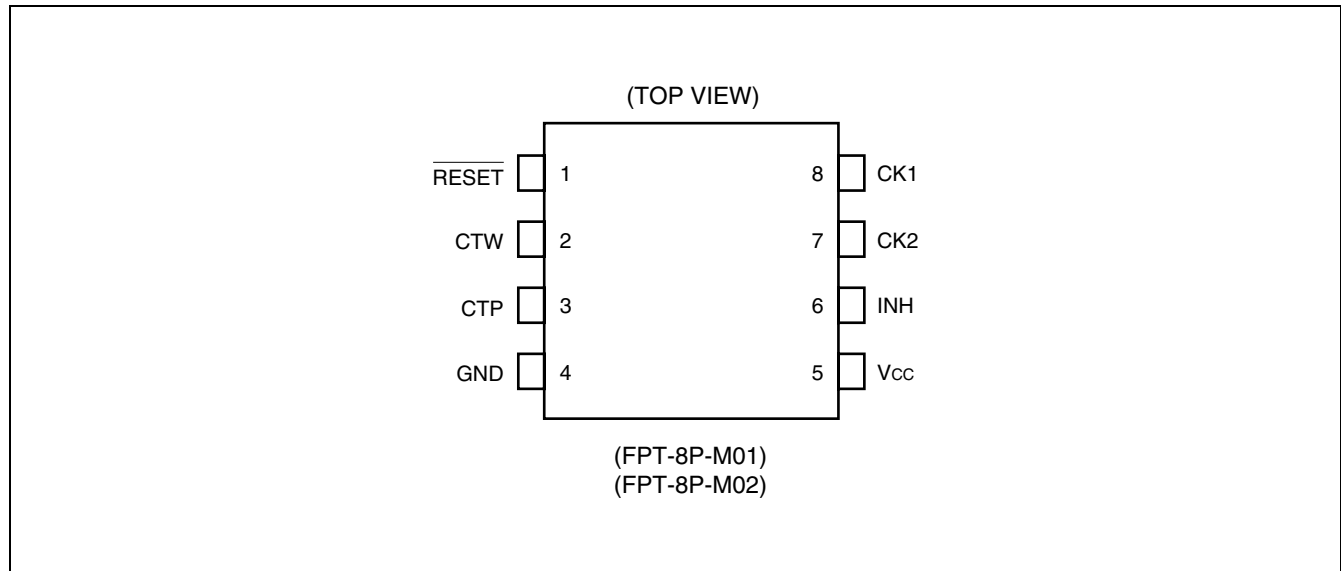 (TOP VIEW)
RESET 1 8 CK1
CTW 2 7 CK2
CTP 3 6 INH
GND 4 5 VCC
(FPT-8P-M01)
(FPT-8P-M02)